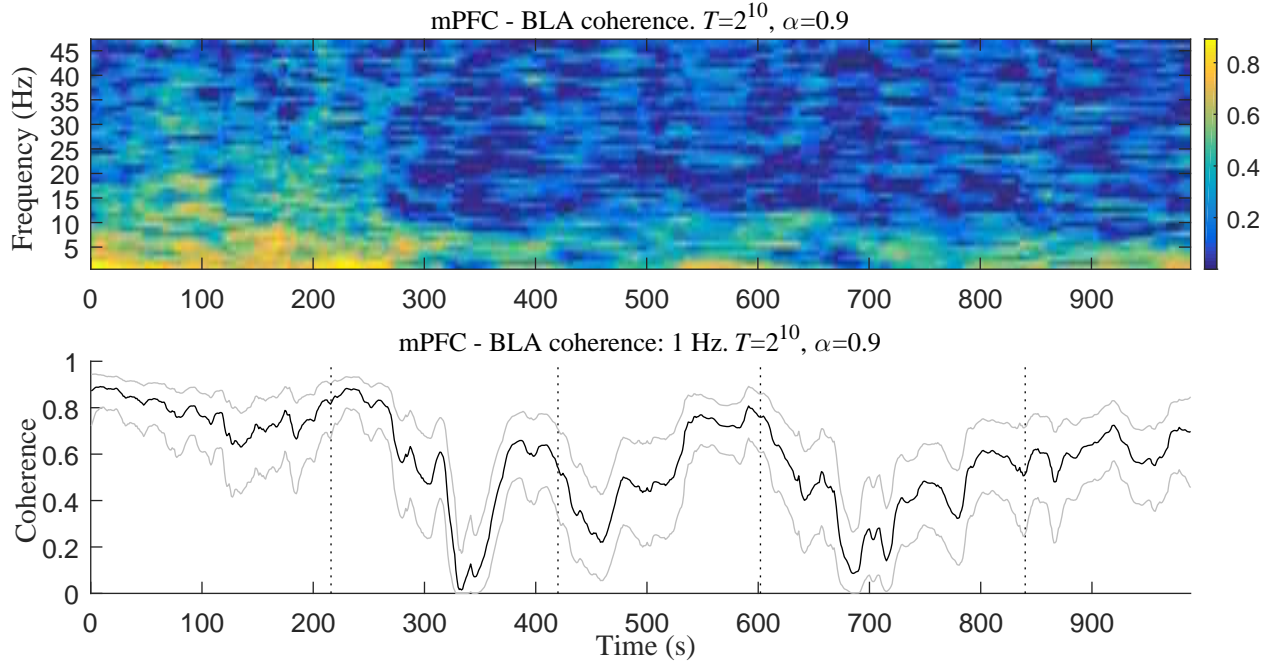 mPFC - BLA coherence. T=2^10, α=0.9
45
40
35
30
25
20
15
10
5
Frequency (Hz)
0 100 200 300 400 500 600 700 800 900
0.8
0.6
0.4
0.2
mPFC - BLA coherence: 1 Hz. T=2^10, α=0.9
1
0.8
0.6
0.4
0.2
0
Coherence
0 100 200 300 400 500 600 700 800 900
Time (s)